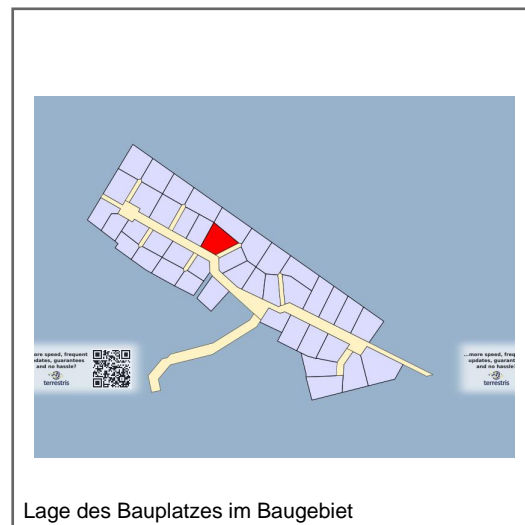 ...more speed, frequent
updates, guarantees
and no hassle?
terrestris
...more speed, frequent
updates, guarant
and no hassle?
terrestris
Lage des Bauplatzes im Baugebiet